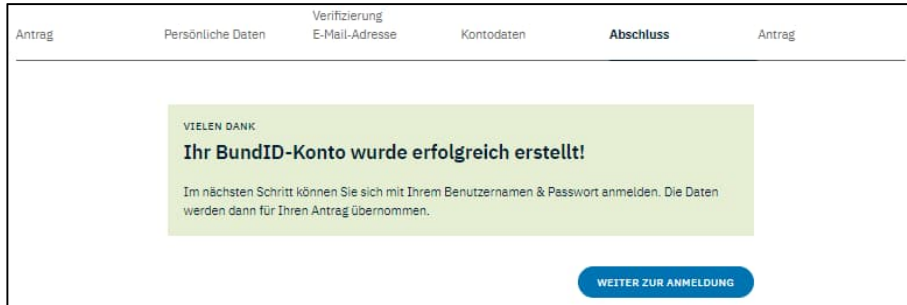 Antrag
Persönliche Daten
Verifizierung
E-Mail-Adresse
Kontodaten
Abschluss
Antrag
VIELEN DANK
Ihr BundID-Konto wurde erfolgreich erstellt!
Im nächsten Schritt können Sie sich mit Ihrem Benutzernamen & Passwort anmelden. Die Daten
werden dann für Ihren Antrag übernommen.
WEITER ZUR ANMELDUNG